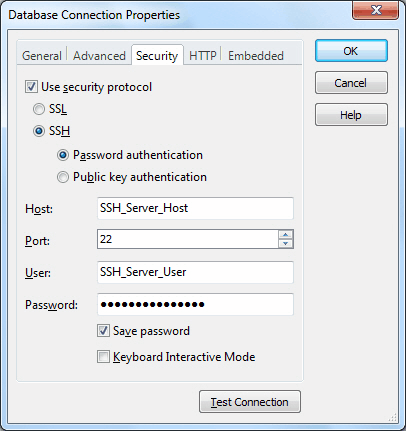 Database Connection Properties
General Advanced Security HTTP Embedded
OK
Use security protocol
Cancel
SSL
Help
SSH
Password authentication
Public key authentication
Host: SSH_Server_Host
Port: 22
User: SSH_Server_User
Password: ●●●●●●●●●●●●●●●
Save password
Keyboard Interactive Mode
Test Connection